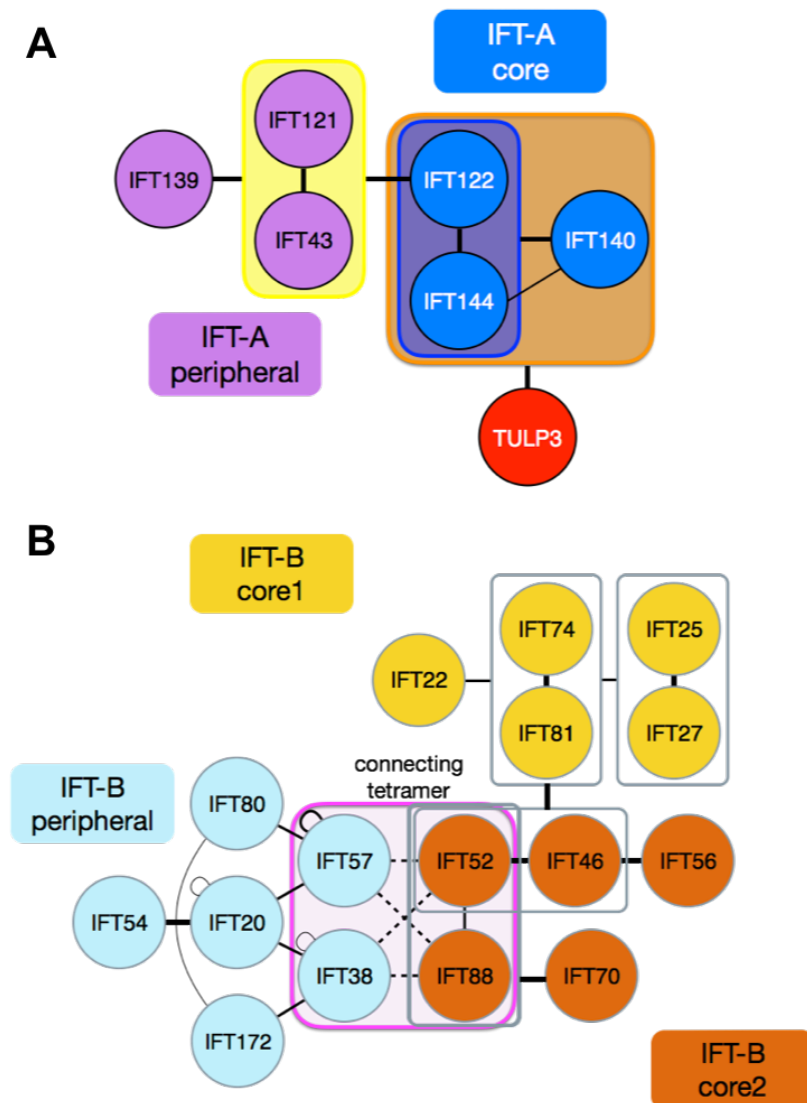 A
IFT-A
core
IFT121
IFT139
IFT122
IFT43
IFT140
IFT144
IFT-A
peripheral
TULP3
B
IFT-B
core1
IFT74
IFT25
IFT22
IFT81
IFT27
connecting
tetramer
IFT-B
peripheral
IFT80
IFT57
IFT52
IFT46
IFT56
IFT54
IFT20
IFT38
IFT88
IFT70
IFT172
IFT-B
core2